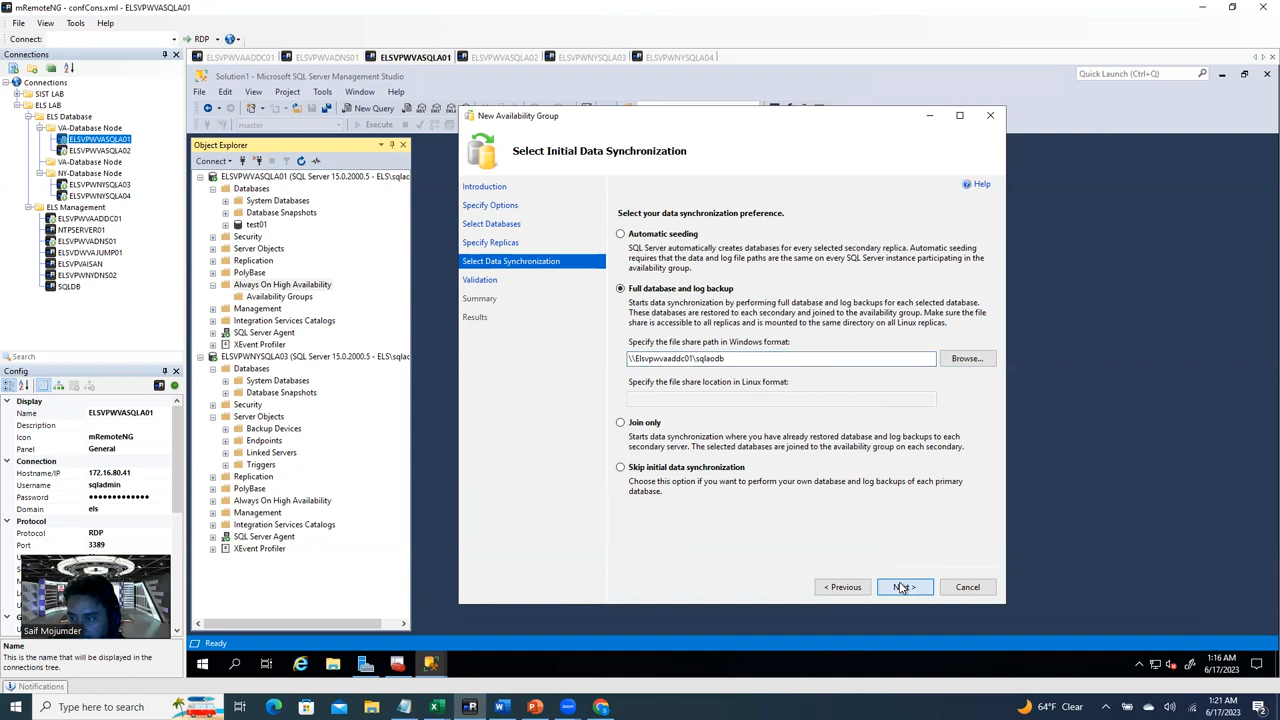 mRemoteNG - confCons.xml - ELSVPWVASQLA01
File View Tools Help
Connect: RDP
Connections
ELSVPWVAADDC01 ELSVPWVADNS01 ELSVPWVASQLA01 ELSVPWVASQLA02 ELSVPWNYSQLA03 ELSVPWNYSQLA04
Connections
SIST LAB
ELS LAB
ELS Database
VA-Database Node
ELSVPWVASQLA01
ELSVPWVASQLA02
VA-Database Node
NY-Database Node
ELSVPWNYSQLA03
ELSVPWNYSQLA04
ELS Management
ELSVPWVAADDC01
NTPSERVER01
ELSVPWVADNS01
ELSVDWVAJUMP01
ELSVPVAISAN
ELSVPWNYDNS02
SQLDB
Search
Config
Display
Name ELSVPWVASQLA01
Description
Icon mRemoteNG
Panel General
Connection
Hostname/IP 172.16.80.41
Username sqladmin
Password ••••••••••••••
Domain els
Protocol
Protocol RDP
Port 3389
Saif Mojumder
Name
This is the name that will be displayed in the connections tree.
Notifications
Solution1 - Microsoft SQL Server Management Studio
Quick Launch (Ctrl+Q)
File Edit View Project Tools Window Help
New Query
master Execute
Object Explorer
Connect
ELSVPWVASQLA01 (SQL Server 15.0.2000.5 - ELS\sqlac
Databases
System Databases
Database Snapshots
test01
Security
Server Objects
Replication
PolyBase
Always On High Availability
Availability Groups
Management
Integration Services Catalogs
SQL Server Agent
XEvent Profiler
ELSVPWNYSQLA03 (SQL Server 15.0.2000.5 - ELS\sqlac
Databases
System Databases
Database Snapshots
Security
Server Objects
Backup Devices
Endpoints
Linked Servers
Triggers
Replication
PolyBase
Always On High Availability
Management
Integration Services Catalogs
SQL Server Agent
XEvent Profiler
Ready
New Availability Group
Select Initial Data Synchronization
Introduction
Specify Options
Select Databases
Specify Replicas
Select Data Synchronization
Validation
Summary
Results
Help
Select your data synchronization preference.
Automatic seeding
SQL Server automatically creates databases for every selected secondary replica. Automatic seeding
requires that the data and log file paths are the same on every SQL Server instance participating in the
availability group.
Full database and log backup
Starts data synchronization by performing full database and log backups for each selected database.
These databases are restored to each secondary and joined to the availability group. Make sure the
file share is accessible to all replicas and is mounted to the same directory on all Linux replicas.
Specify the file share path in Windows format:
\\Elsvpwvaaddc01\sqlaodb
Browse...
Specify the file share location in Linux format:
Join only
Starts data synchronization where you have already restored database and log backups to each
secondary server. The selected databases are joined to the availability group on each secondary.
Skip initial data synchronization
Choose this option if you want to perform your own database and log backups of each primary
database.
< Previous Next > Cancel
1:16 AM
6/17/2023
Type here to search
64°F Clear
1:21 AM
6/17/2023